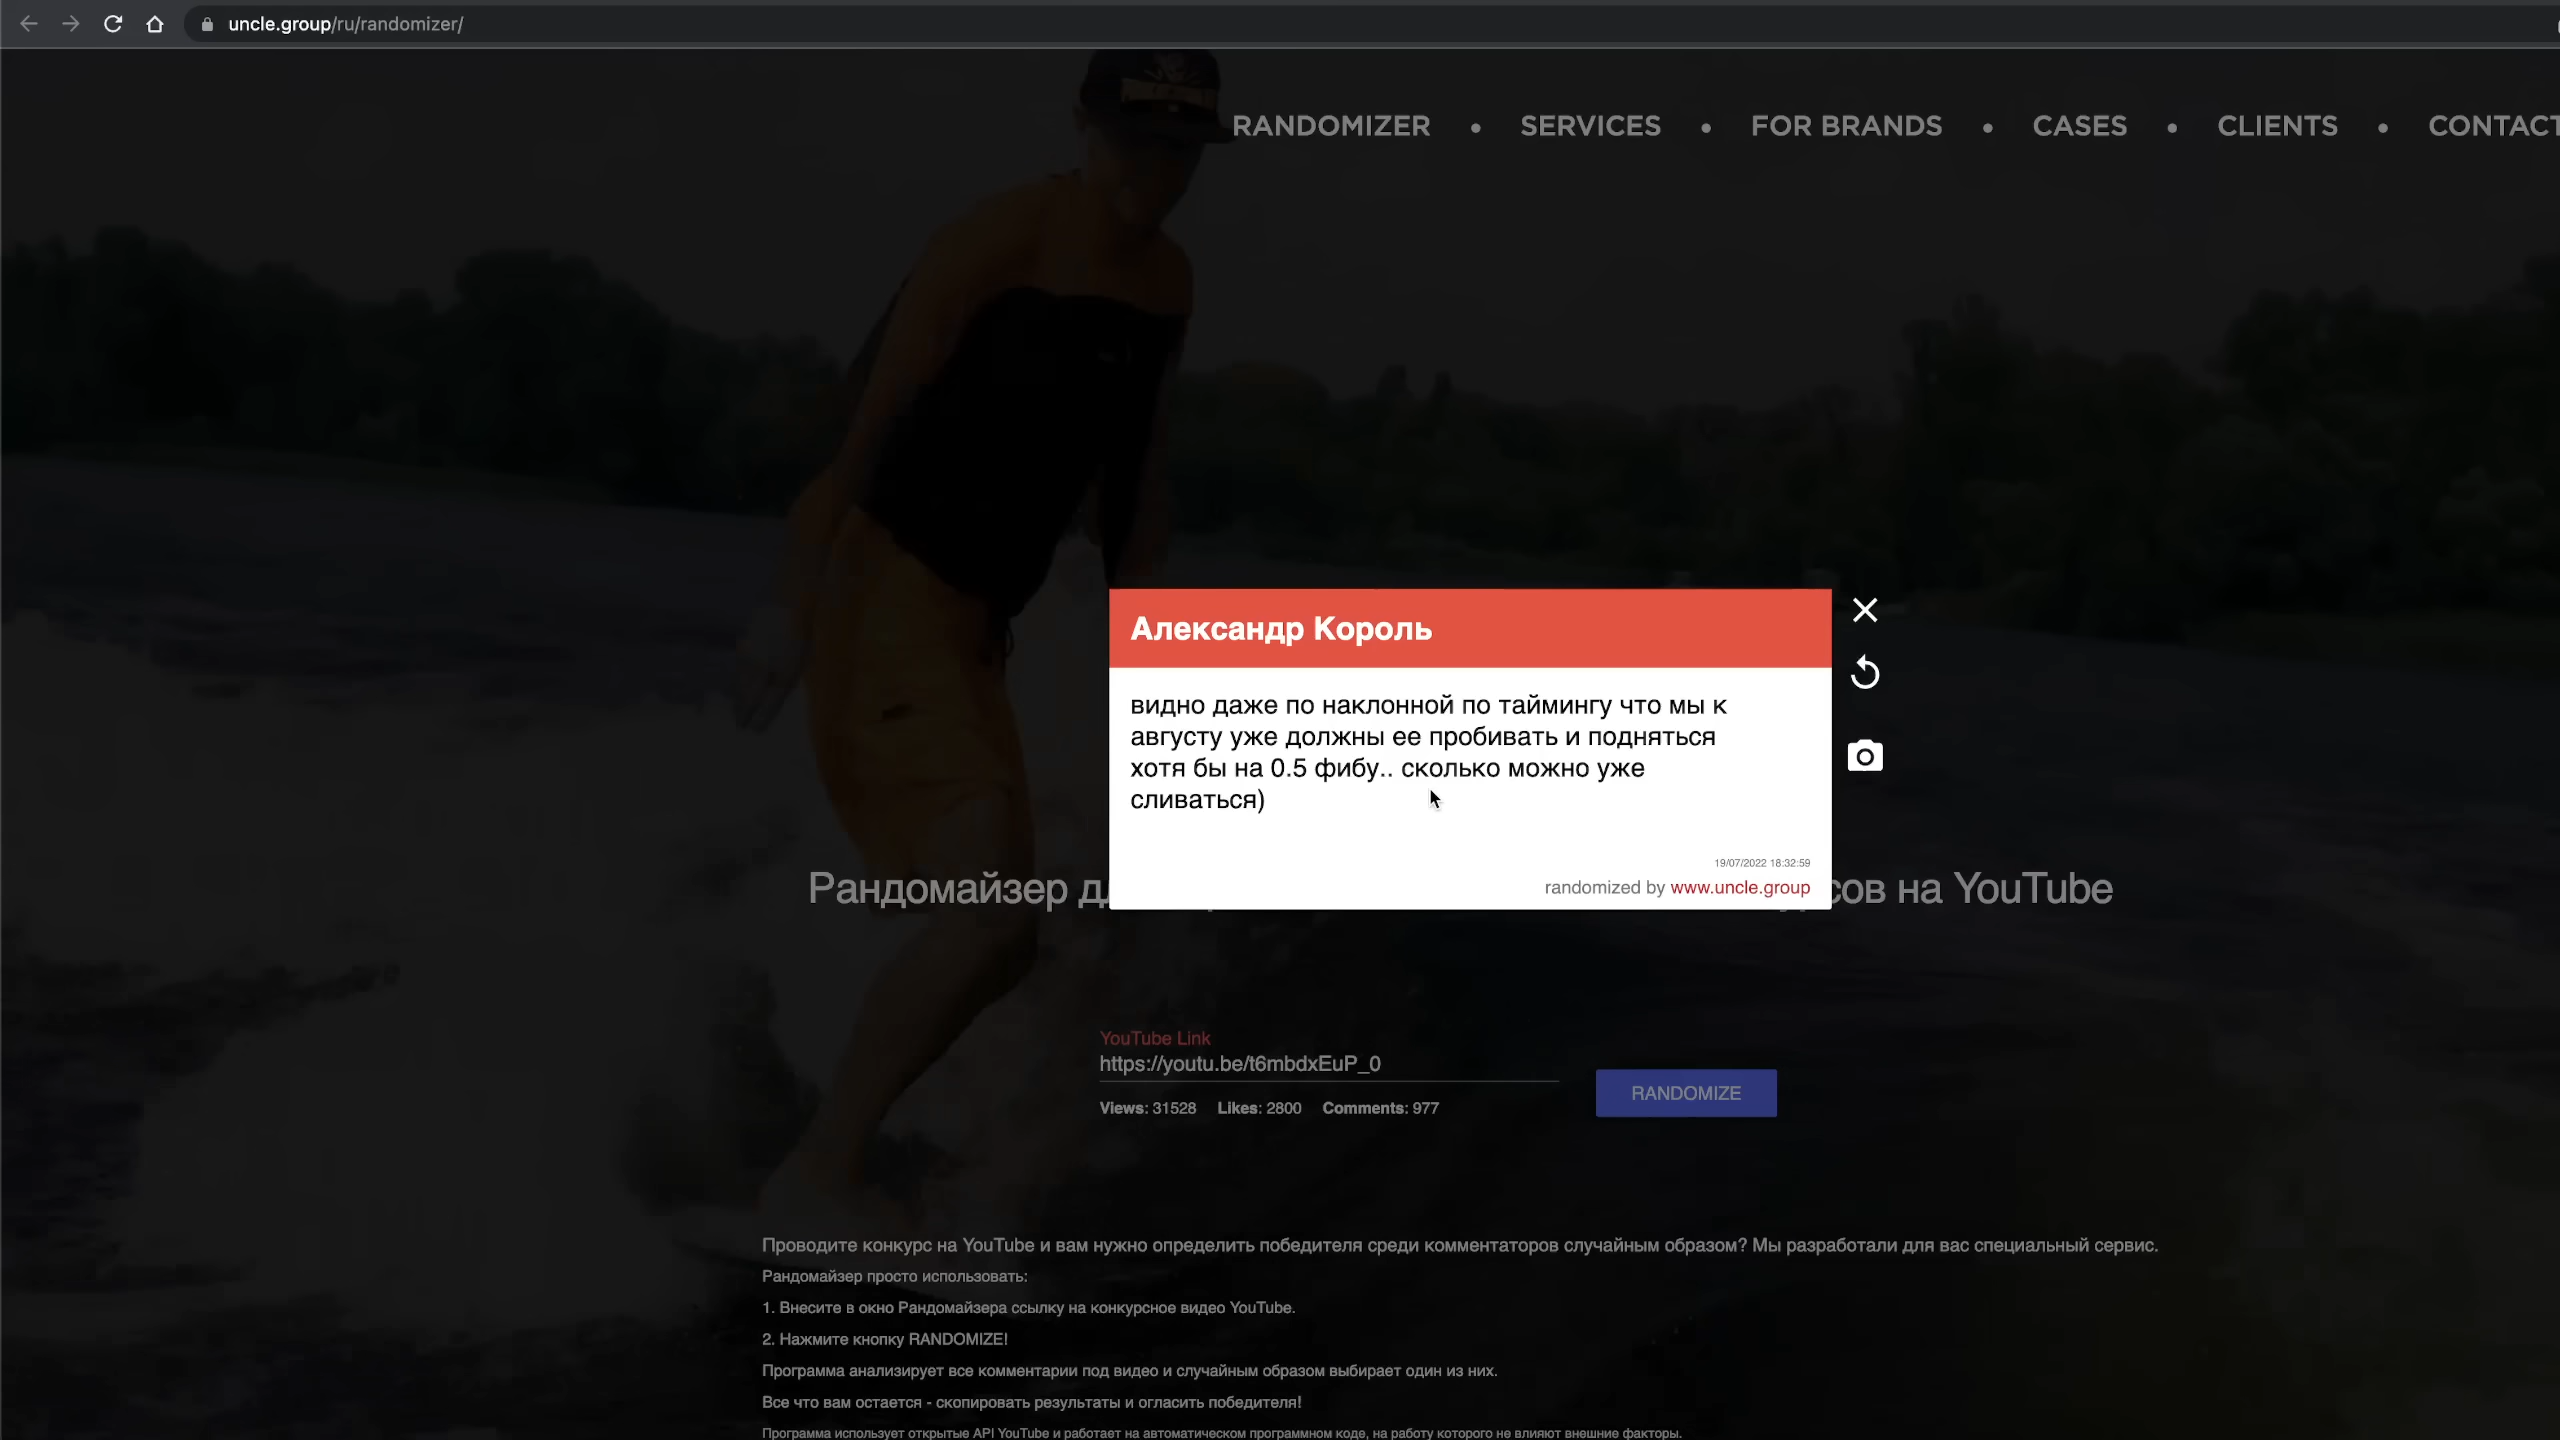 uncle.group/ru/randomizer/
RANDOMIZER • SERVICES • FOR BRANDS • CASES • CLIENTS • CONTACT
Александр Король
видно даже по наклонной по таймингу что мы к
августу уже должны ее пробивать и подняться
хотя бы на 0.5 фибу.. сколько можно уже
сливаться)
19/07/2022 18:32:59
randomized by www.uncle.group
Рандомайзер на YouTube
YouTube Link
https://youtu.be/t6mbdxEuP_0
Views: 31528 Likes: 2800 Comments: 977
RANDOMIZE
Проводите конкурс на YouTube и вам нужно определить победителя среди комментаторов случайным образом? Мы разработали для вас специальный сервис.
Рандомайзер просто использовать:
1. Внесите в окно Рандомайзера ссылку на конкурсное видео YouTube.
2. Нажмите кнопку RANDOMIZE!
Программа анализирует все комментарии под видео и случайным образом выбирает один из них.
Все что вам остается - скопировать результаты и огласить победителя!
Программа использует открытые API YouTube и работает на автоматическом программном коде, на работу которого не влияют внешние факторы.